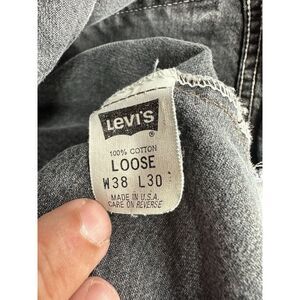 Levi's
®
100% COTTON
LOOSE
W38 L30
MADE IN U.S.A.
CARE ON REVERSE